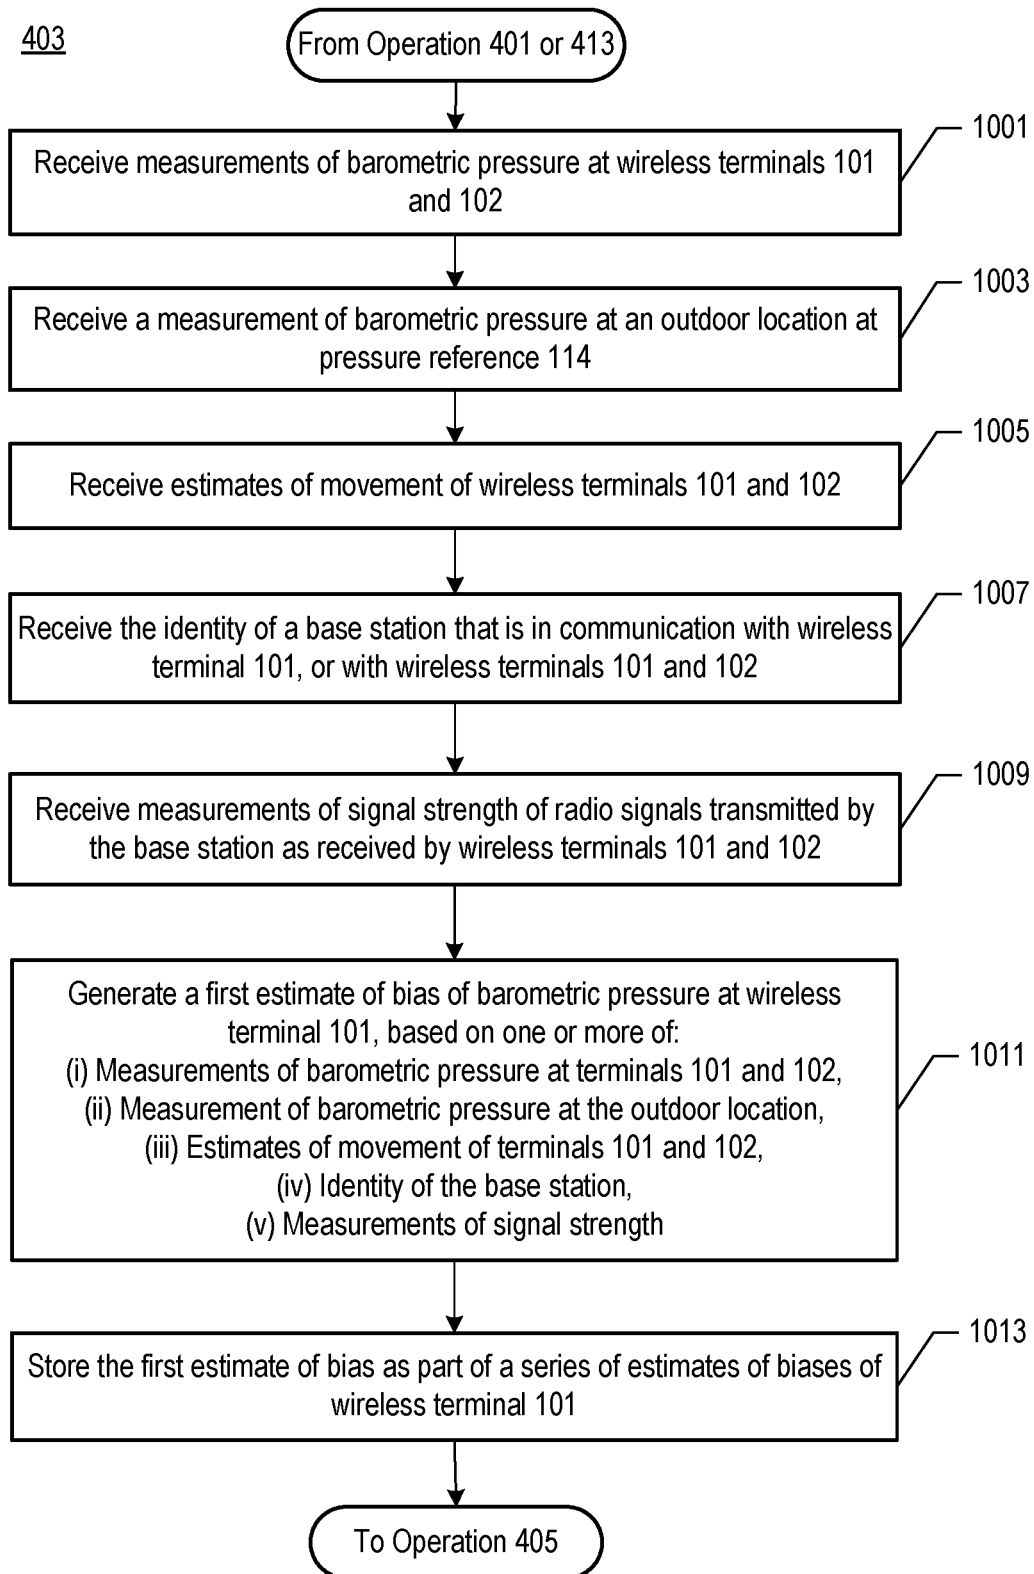 403
From Operation 401 or 413
1001
Receive measurements of barometric pressure at wireless terminals 101
and 102
1003
Receive a measurement of barometric pressure at an outdoor location at
pressure reference 114
1005
Receive estimates of movement of wireless terminals 101 and 102
1007
Receive the identity of a base station that is in communication with wireless
terminal 101, or with wireless terminals 101 and 102
1009
Receive measurements of signal strength of radio signals transmitted by
the base station as received by wireless terminals 101 and 102
Generate a first estimate of bias of barometric pressure at wireless
terminal 101, based on one or more of:
(i) Measurements of barometric pressure at terminals 101 and 102,
(ii) Measurement of barometric pressure at the outdoor location,
(iii) Estimates of movement of terminals 101 and 102,
(iv) Identity of the base station,
(v) Measurements of signal strength
1011
1013
Store the first estimate of bias as part of a series of estimates of biases of
wireless terminal 101
To Operation 405